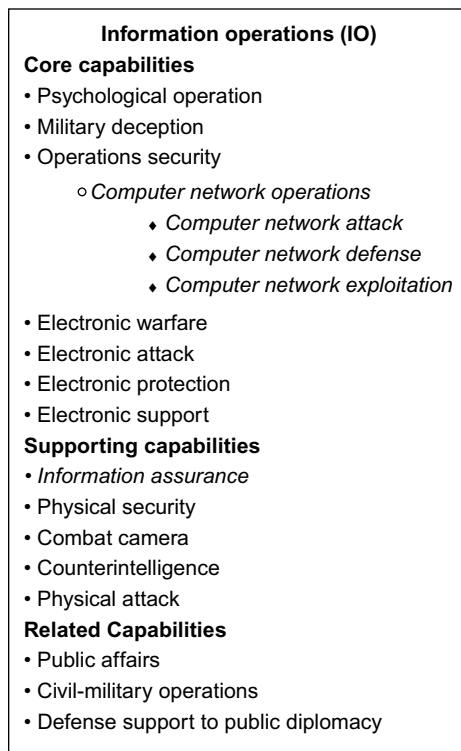 Information operations (IO)
Core capabilities
• Psychological operation
• Military deception
• Operations security
○ Computer network operations
♦ Computer network attack
♦ Computer network defense
♦ Computer network exploitation
• Electronic warfare
• Electronic attack
• Electronic protection
• Electronic support
Supporting capabilities
• Information assurance
• Physical security
• Combat camera
• Counterintelligence
• Physical attack
Related Capabilities
• Public affairs
• Civil-military operations
• Defense support to public diplomacy